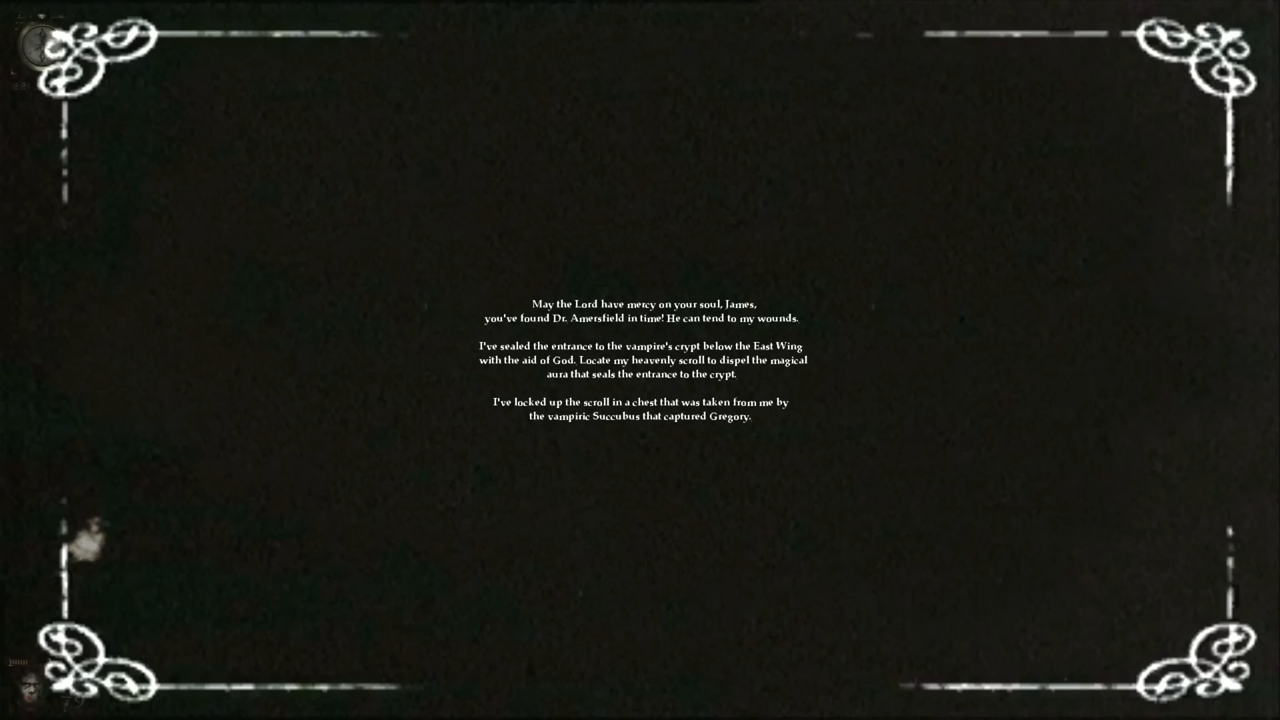 May the Lord have mercy on your soul, James,
you've found Dr. Amersfield in time! He can tend to my wounds.
I've sealed the entrance to the vampire's crypt below the East Wing
with the aid of God. Locate my heavenly scroll to dispel the magical
aura that seals the entrance to the crypt.
I've locked up the scroll in a chest that was taken from me by
the vampiric Succubus that captured Gregory.